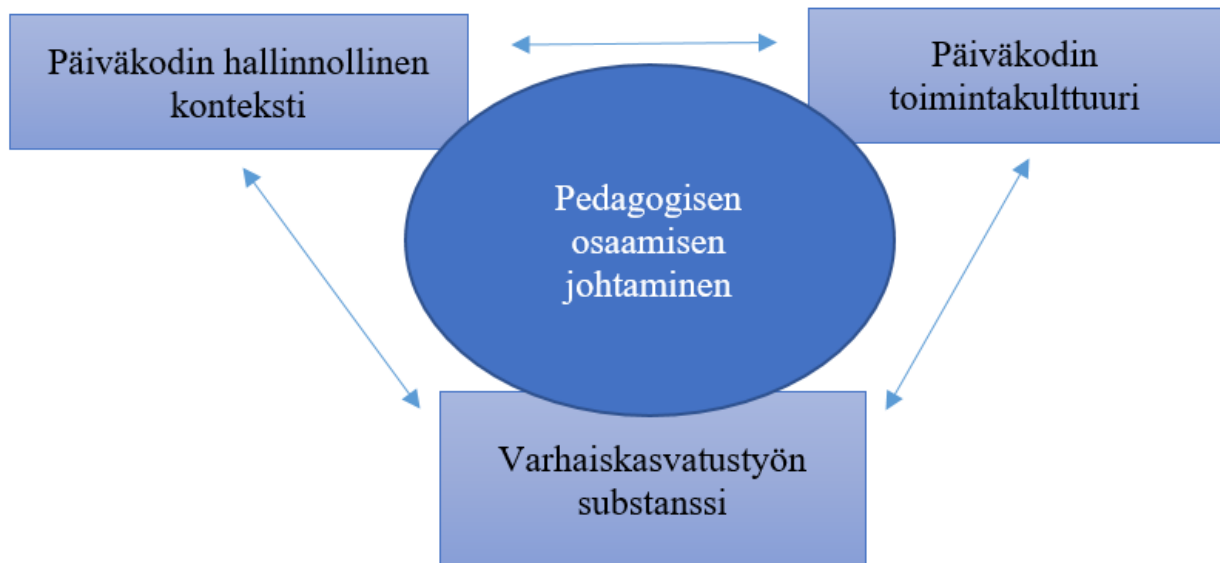 Päiväkodin hallinnollinen
konteksti
Päiväkodin
toimintakulttuuri
Pedagogisen
osaamisen
johtaminen
Varhaiskasvatustyön
substanssi